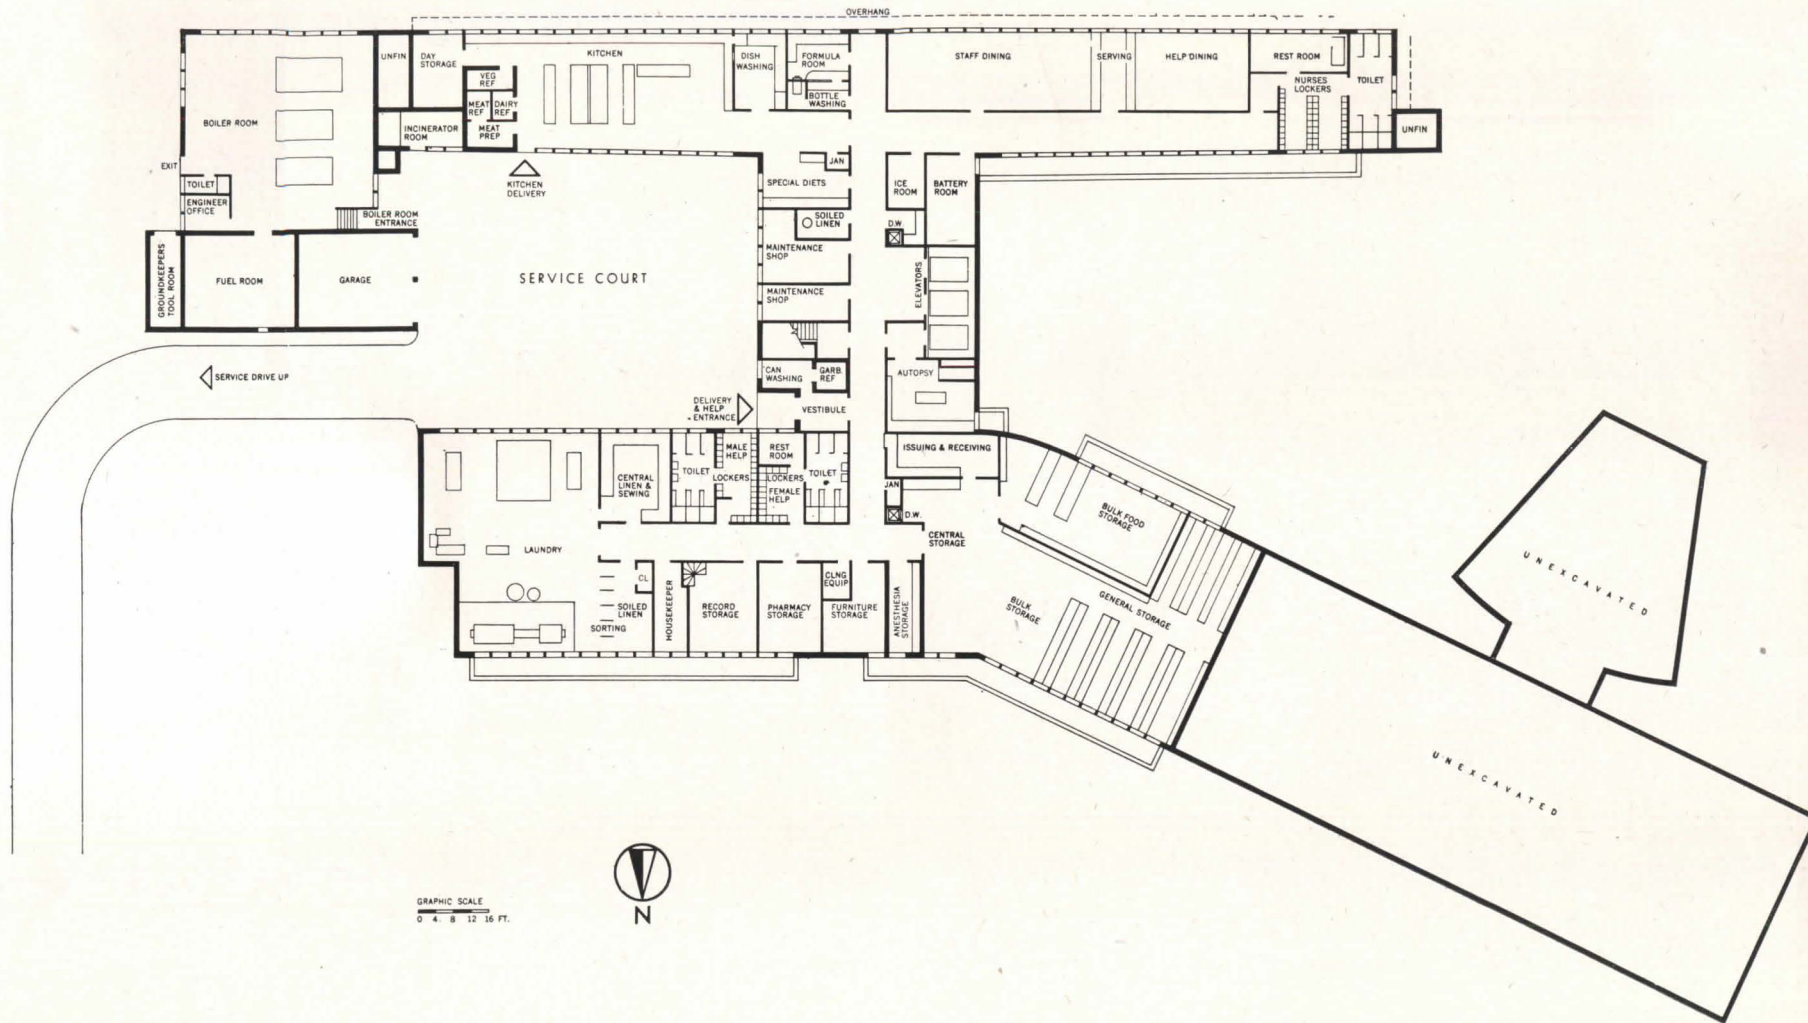 OVERHANG
UNFIN
DAY
STORAGE
KITCHEN
DISH
WASHING
FORMULA
ROOM
BOTTLE
WASHING
STAFF DINING
SERVING
HELP DINING
REST ROOM
NURSES
LOCKERS
TOILET
UNFIN
VEG
REF
MEAT
REF
DAIRY
REF
MEAT
PREP
BOILER ROOM
INCINERATOR
ROOM
EXIT
TOILET
ENGINEER
OFFICE
BOILER ROOM
ENTRANCE
KITCHEN
DELIVERY
JAN
SPECIAL DIETS
ICE
ROOM
BATTERY
ROOM
SOILED
LINEN
D.W.
MAINTENANCE
SHOP
GROUNDKEEPERS
TOOL ROOM
FUEL ROOM
GARAGE
SERVICE COURT
MAINTENANCE
SHOP
ELEVATORS
SERVICE DRIVE UP
CAN
WASHING
GARB.
REF
AUTOPSY
DELIVERY
& HELP
ENTRANCE
VESTIBULE
CENTRAL
LINEN &
SEWING
TOILET
MALE
HELP
LOCKERS
REST
ROOM
LOCKERS
FEMALE
HELP
TOILET
ISSUING & RECEIVING
JAN
D.W.
CENTRAL
STORAGE
BULK FOOD
STORAGE
LAUNDRY
CL
SOILED
LINEN
SORTING
HOUSEKEEPER
RECORD
STORAGE
PHARMACY
STORAGE
CLNG
EQUIP
FURNITURE
STORAGE
ANESTHESIA
STORAGE
BULK
STORAGE
GENERAL STORAGE
UNEXCAVATED
UNEXCAVATED
GRAPHIC SCALE
0 4 8 12 16 FT.
N